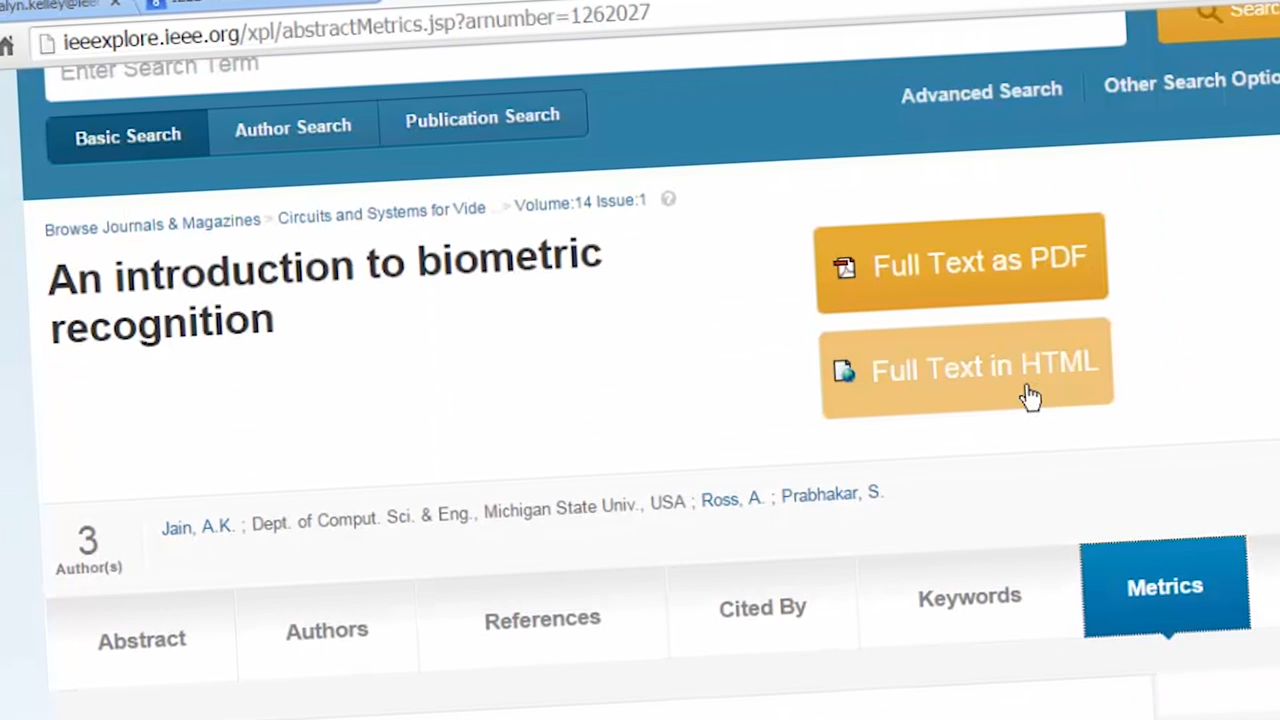 ieeexplore.ieee.org/xpl/abstractMetrics.jsp?arnumber=1262027
Enter Search Term
Basic Search
Author Search
Publication Search
Advanced Search
Other Search Optio
Browse Journals & Magazines > Circuits and Systems for Vide ... > Volume:14 Issue:1 ?
An introduction to biometric
recognition
Full Text as PDF
Full Text in HTML
3
Author(s)
Jain, A.K. ; Dept. of Comput. Sci. & Eng., Michigan State Univ., USA ; Ross, A. ; Prabhakar, S.
Abstract
Authors
References
Cited By
Keywords
Metrics